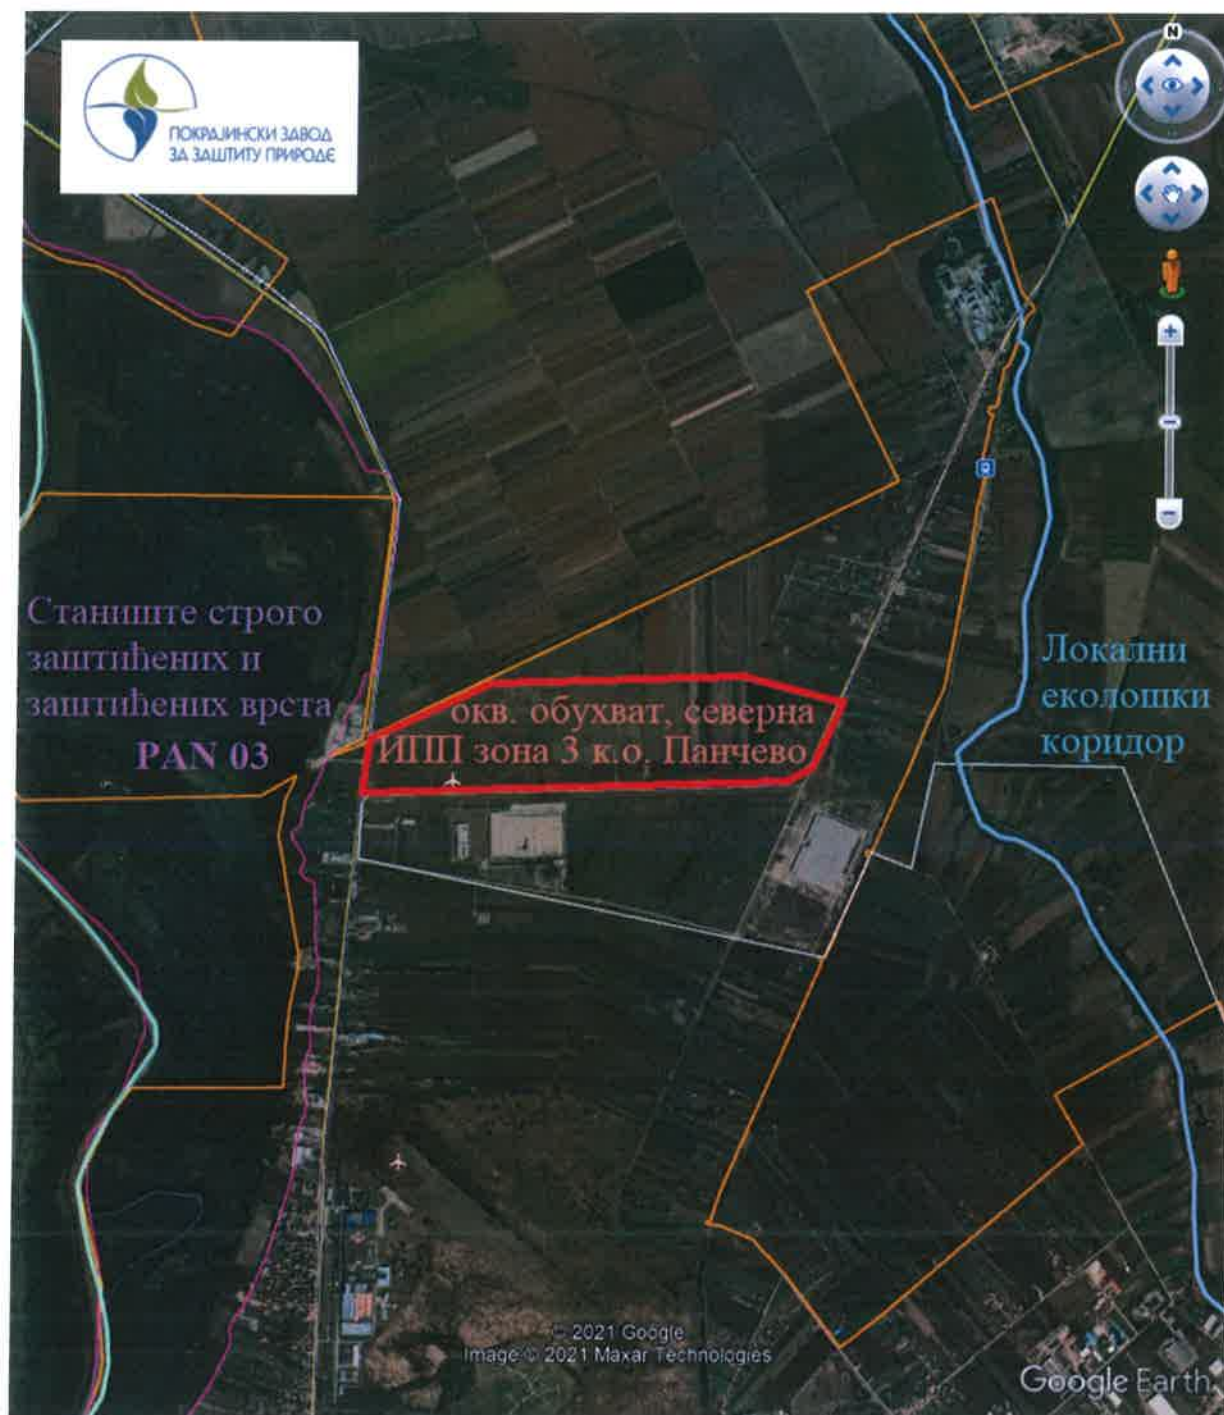 ПОКРАЈИНСКИ ЗАВОД
ЗА ЗАШТИТУ ПРИРОДЕ
N
Станиште строго
заштићених и
заштићених врста
PAN 03
окв. обухват, северна
ИПП зона 3 к.о. Панчево
Локални
еколошки
коридор
© 2021 Google
Image © 2021 Maxar Technologies
Google Earth